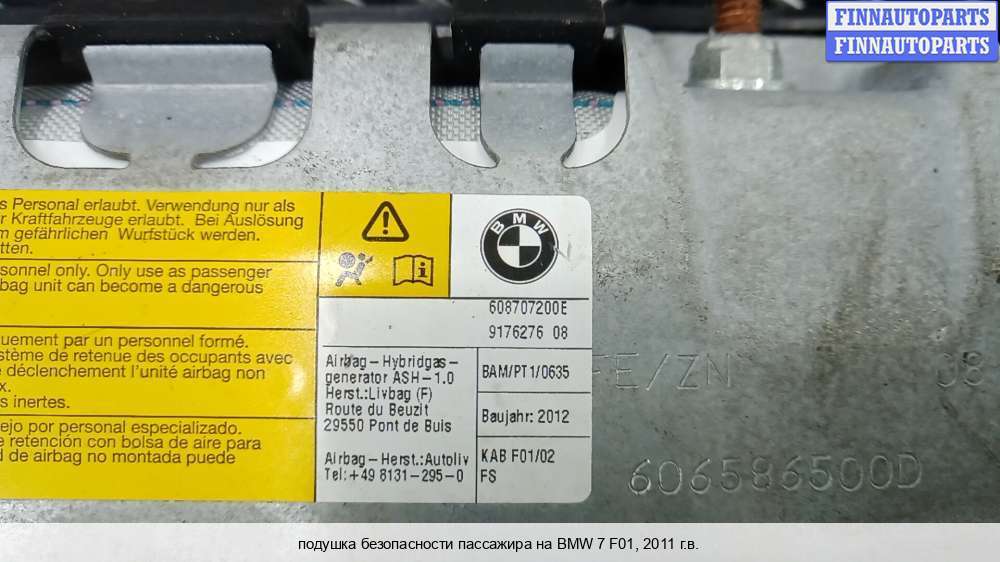 FINNAUTOPARTS
FINNAUTOPARTS
s Personal erlaubt. Verwendung nur als
r Kraftfahrzeuge erlaubt. Bei Auslösung
m gefährlichen Wurfstück werden.
tten.
ersonnel only. Only use as passenger
bag unit can become a dangerous
quement par un personnel formé.
stème de retenue des occupants avec
e déclenchement l'unité airbag non
x.
s inertes.
ejo por personal especializado.
e retención con bolsa de aire para
d de airbag no montada puede
BMW
608707200E
9176276 08
Airbag-Hybridgas-
generator ASH-1.0
Herst.:Livbag (F)
Route du Beuzit
29550 Pont de Buis
Airbag-Herst.:Autoliv
Tel:+49 8131-295-0
BAM/PT1/0635
Baujahr: 2012
KAB F01/02
FS
FE/ZN
08
606586500D
подушка безопасности пассажира на BMW 7 F01, 2011 г.в.